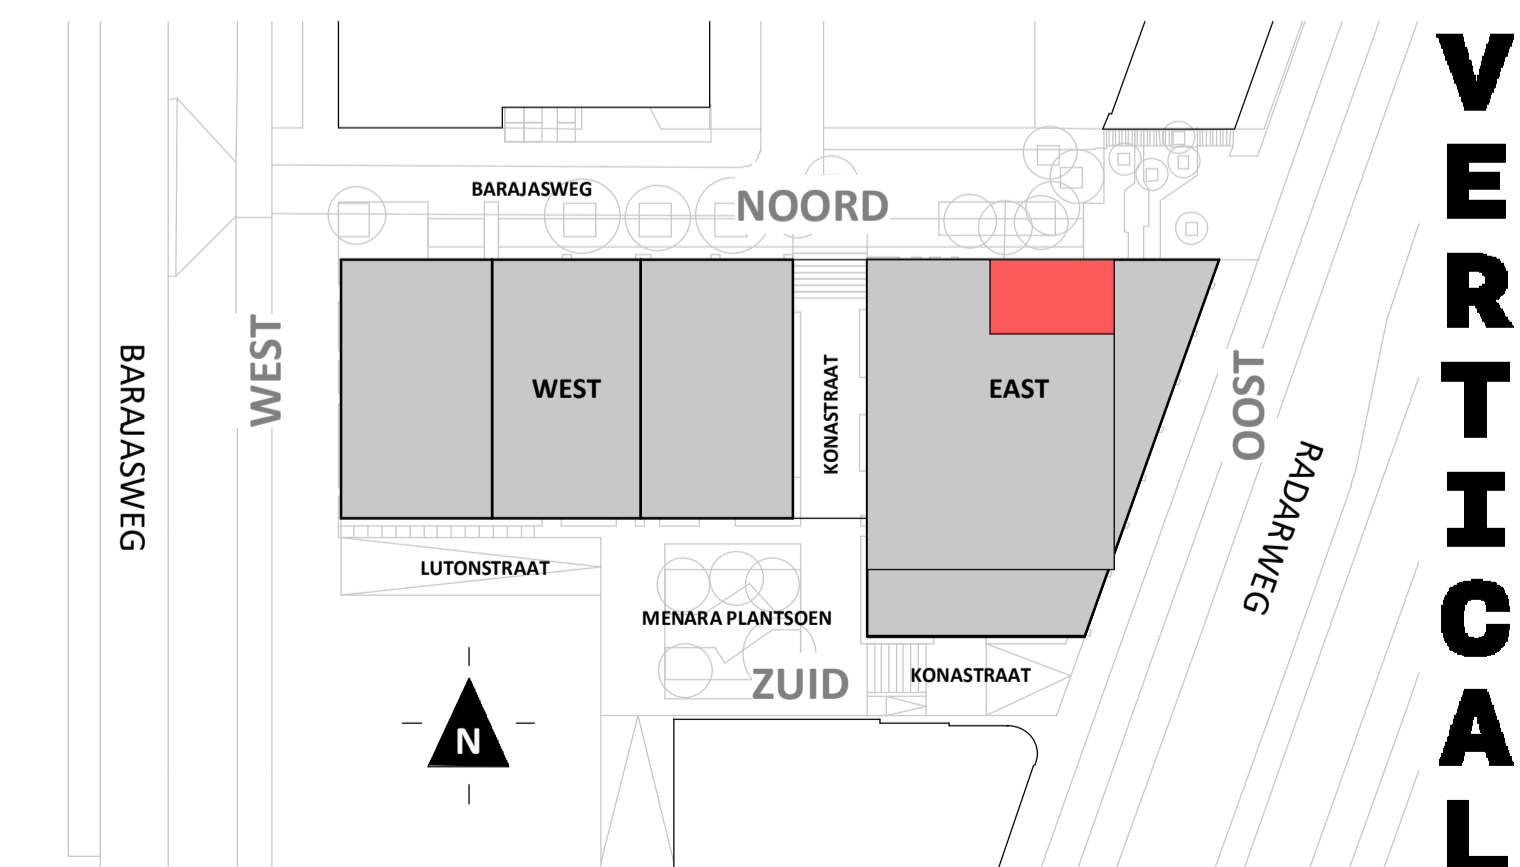 BARAJASWEG
NOORD
WEST
BARAJASWEG
WEST
KONASTRAAT
EAST
OOST
RADARWEG
LUTONSTRAAT
MENARA PLANTSOEN
ZUID
KONASTRAAT
N
VERTICAL